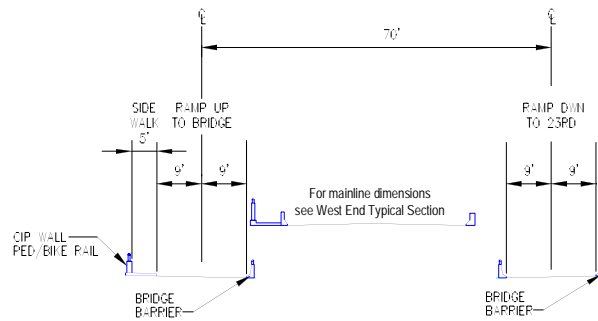 ℄
℄
70'
SIDE
WALK
5'
RAMP UP
TO BRIDGE
RAMP DWN
TO 23RD
9'
9'
9'
9'
For mainline dimensions
see West End Typical Section
CIP WALL
PED/BIKE RAIL
BRIDGE
BARRIER
BRIDGE
BARRIER